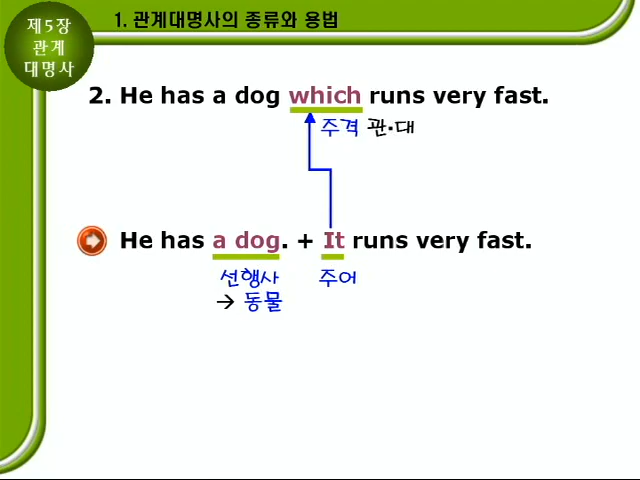 제5장
관계
대명사
1. 관계대명사의 종류와 용법
2. He has a dog which runs very fast.
주격 관·대
He has a dog. + It runs very fast.
선행사 주어
→ 동물